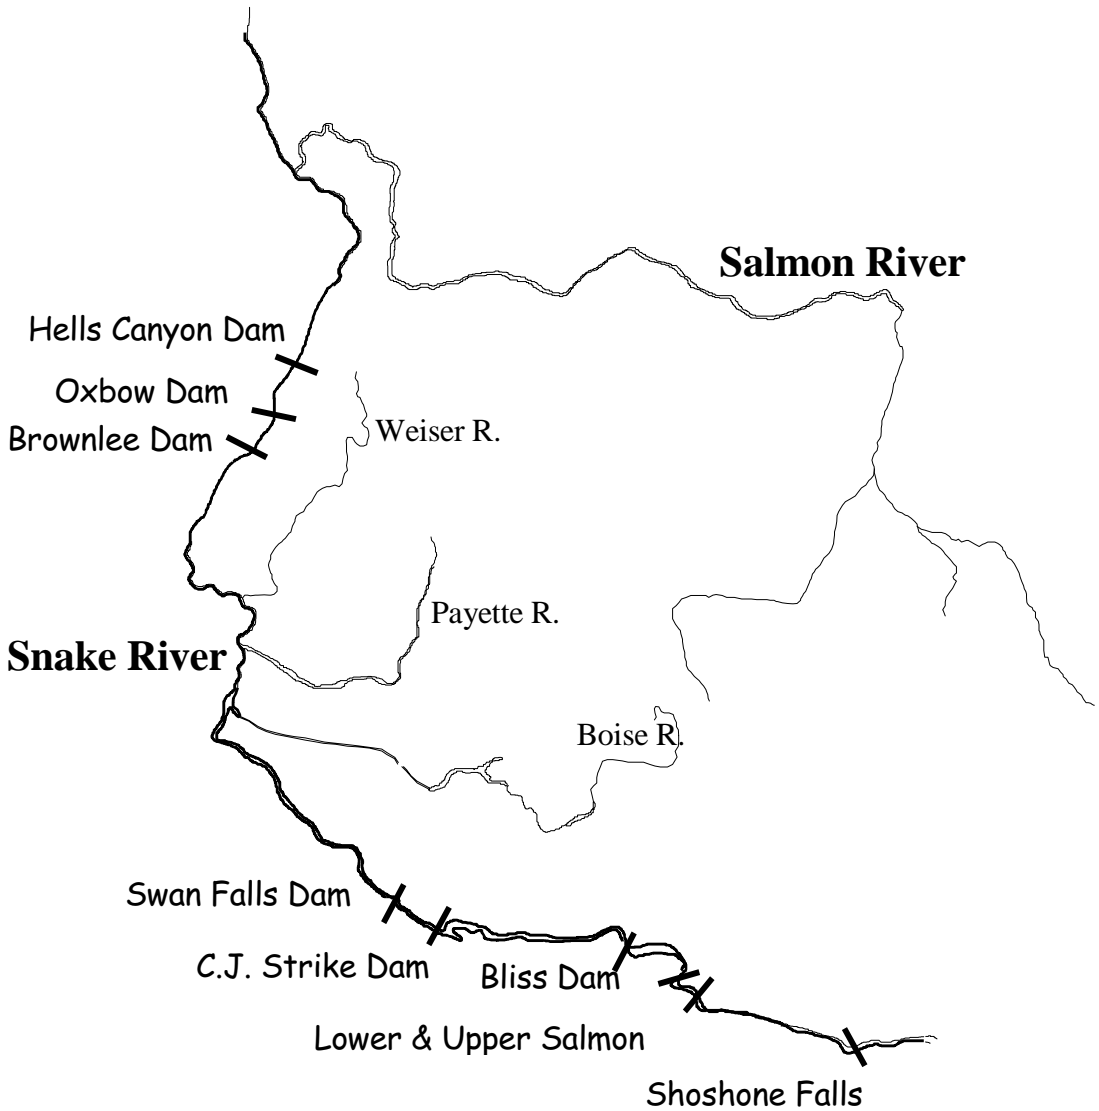 Salmon River
Hells Canyon Dam
Oxbow Dam
Weiser R.
Brownlee Dam
Payette R.
Snake River
Boise R.
Swan Falls Dam
C.J. Strike Dam
Bliss Dam
Lower & Upper Salmon
Shoshone Falls